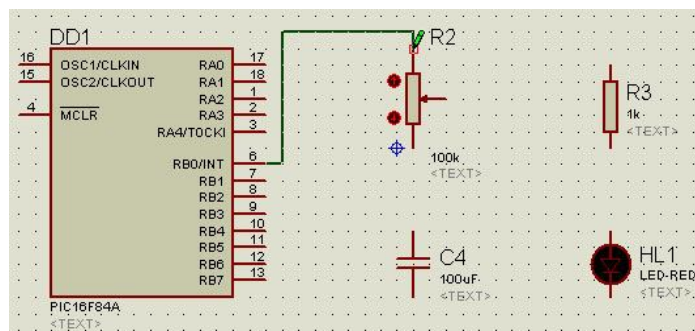 DD1
16 OSC1/CLKIN RA0 17
15 OSC2/CLKOUT RA1 18
RA2 1
4 MCLR RA3 2
RA4/TOCKI 3
RB0/INT 6
RB1 7
RB2 8
RB3 9
RB4 10
RB5 11
RB6 12
RB7 13
PIC16F84A
<TEXT>
R2
100k
<TEXT>
R3
1k
<TEXT>
C4
100uF
<TEXT>
HL1
LED-RED
<TEXT>